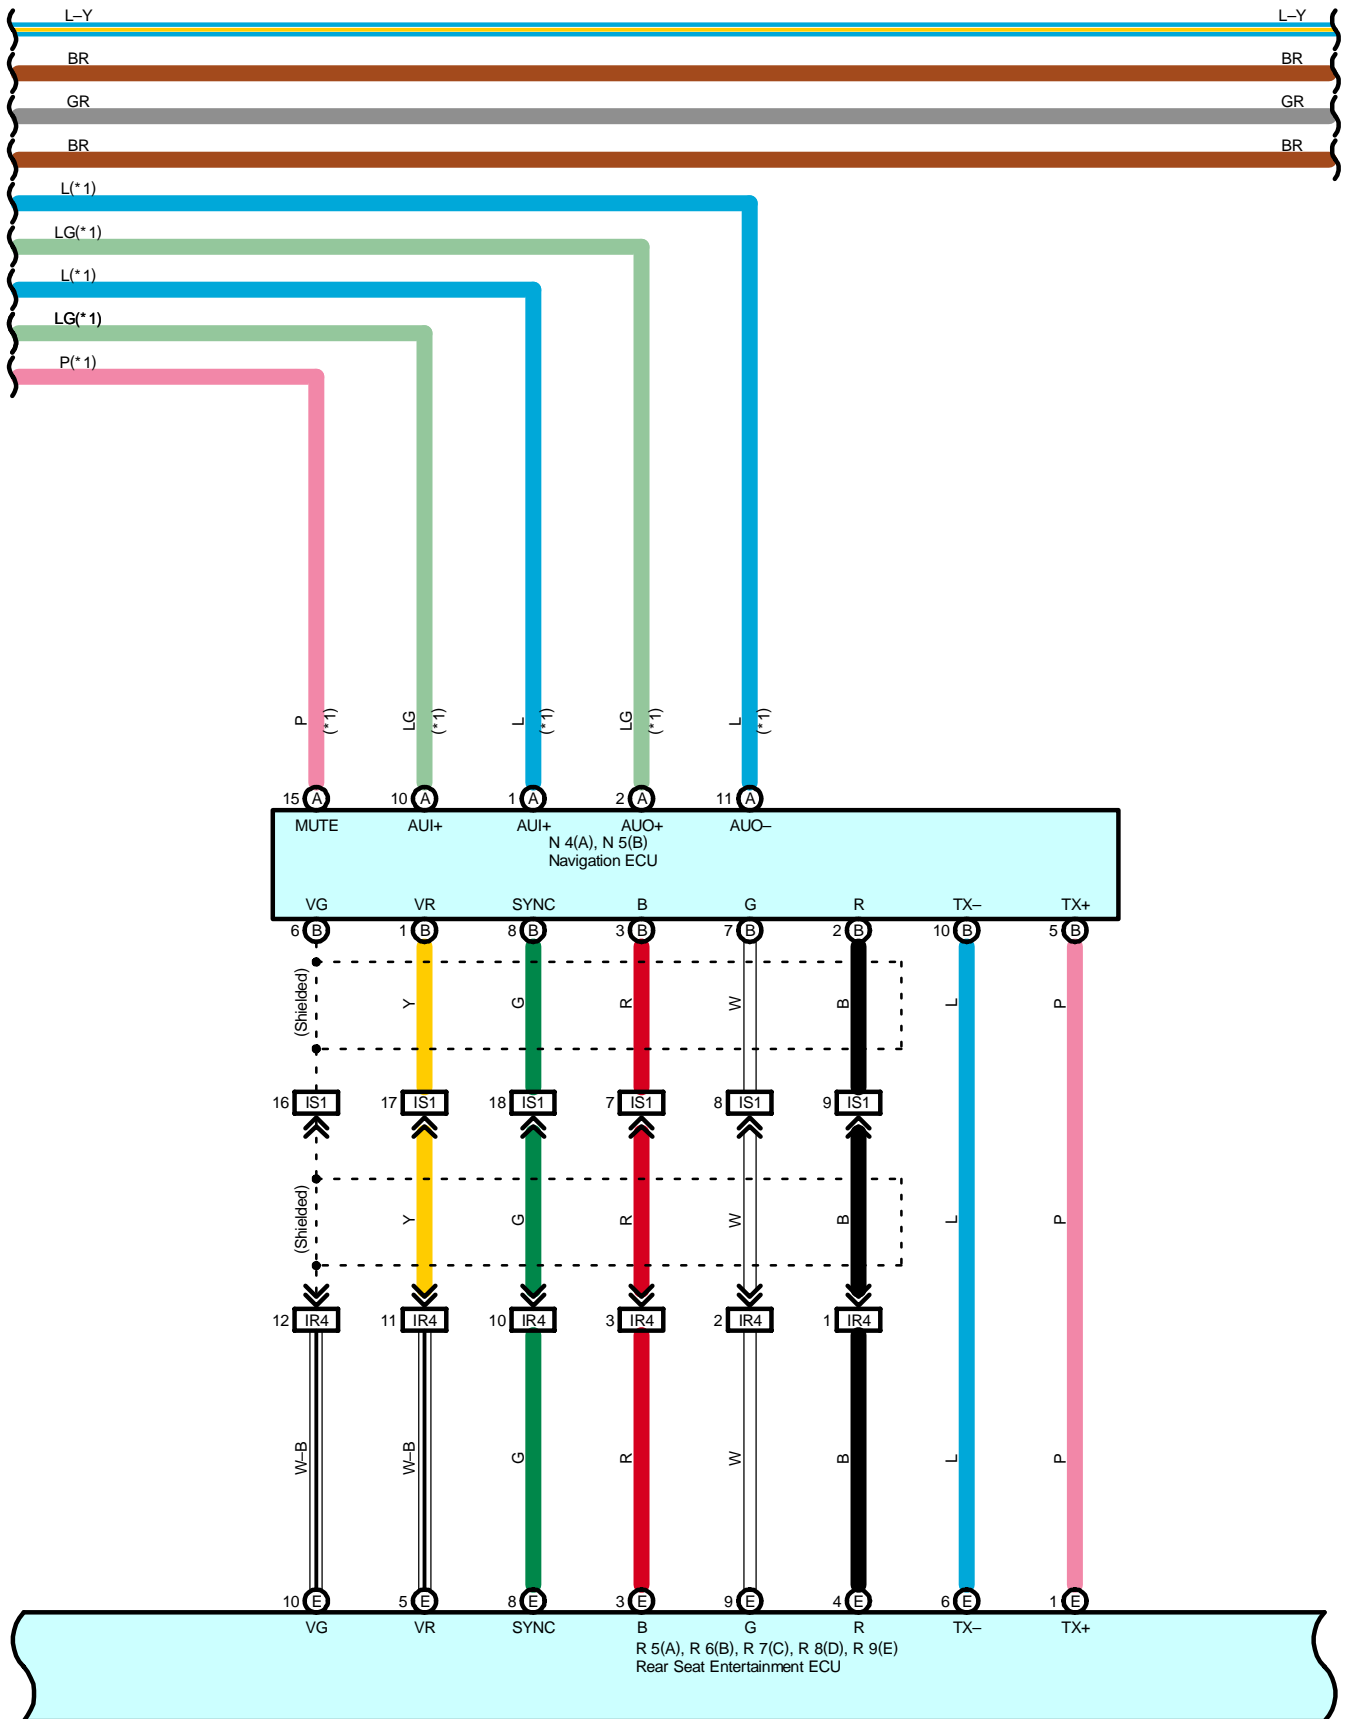 L–Y L–Y
BR BR
GR GR
BR BR
L(*1)
LG(*1)
L(*1)
LG(*1)
P(*1)
P (*1) LG (*1) L (*1) LG (*1) L (*1)
15 A 10 A 1 A 2 A 11 A
MUTE AUI+ AUI+ AUO+ AUO–
N 4(A), N 5(B)
Navigation ECU
VG VR SYNC B G R TX– TX+
6 B 1 B 8 B 3 B 7 B 2 B 10 B 5 B
(Shielded) Y G R W B L P
16 IS1 17 IS1 18 IS1 7 IS1 8 IS1 9 IS1
(Shielded) Y G R W B L P
12 IR4 11 IR4 10 IR4 3 IR4 2 IR4 1 IR4
W–B W–B G R W B L P
10 E 5 E 8 E 3 E 9 E 4 E 6 E 1 E
VG VR SYNC B G R TX– TX+
R 5(A), R 6(B), R 7(C), R 8(D), R 9(E)
Rear Seat Entertainment ECU